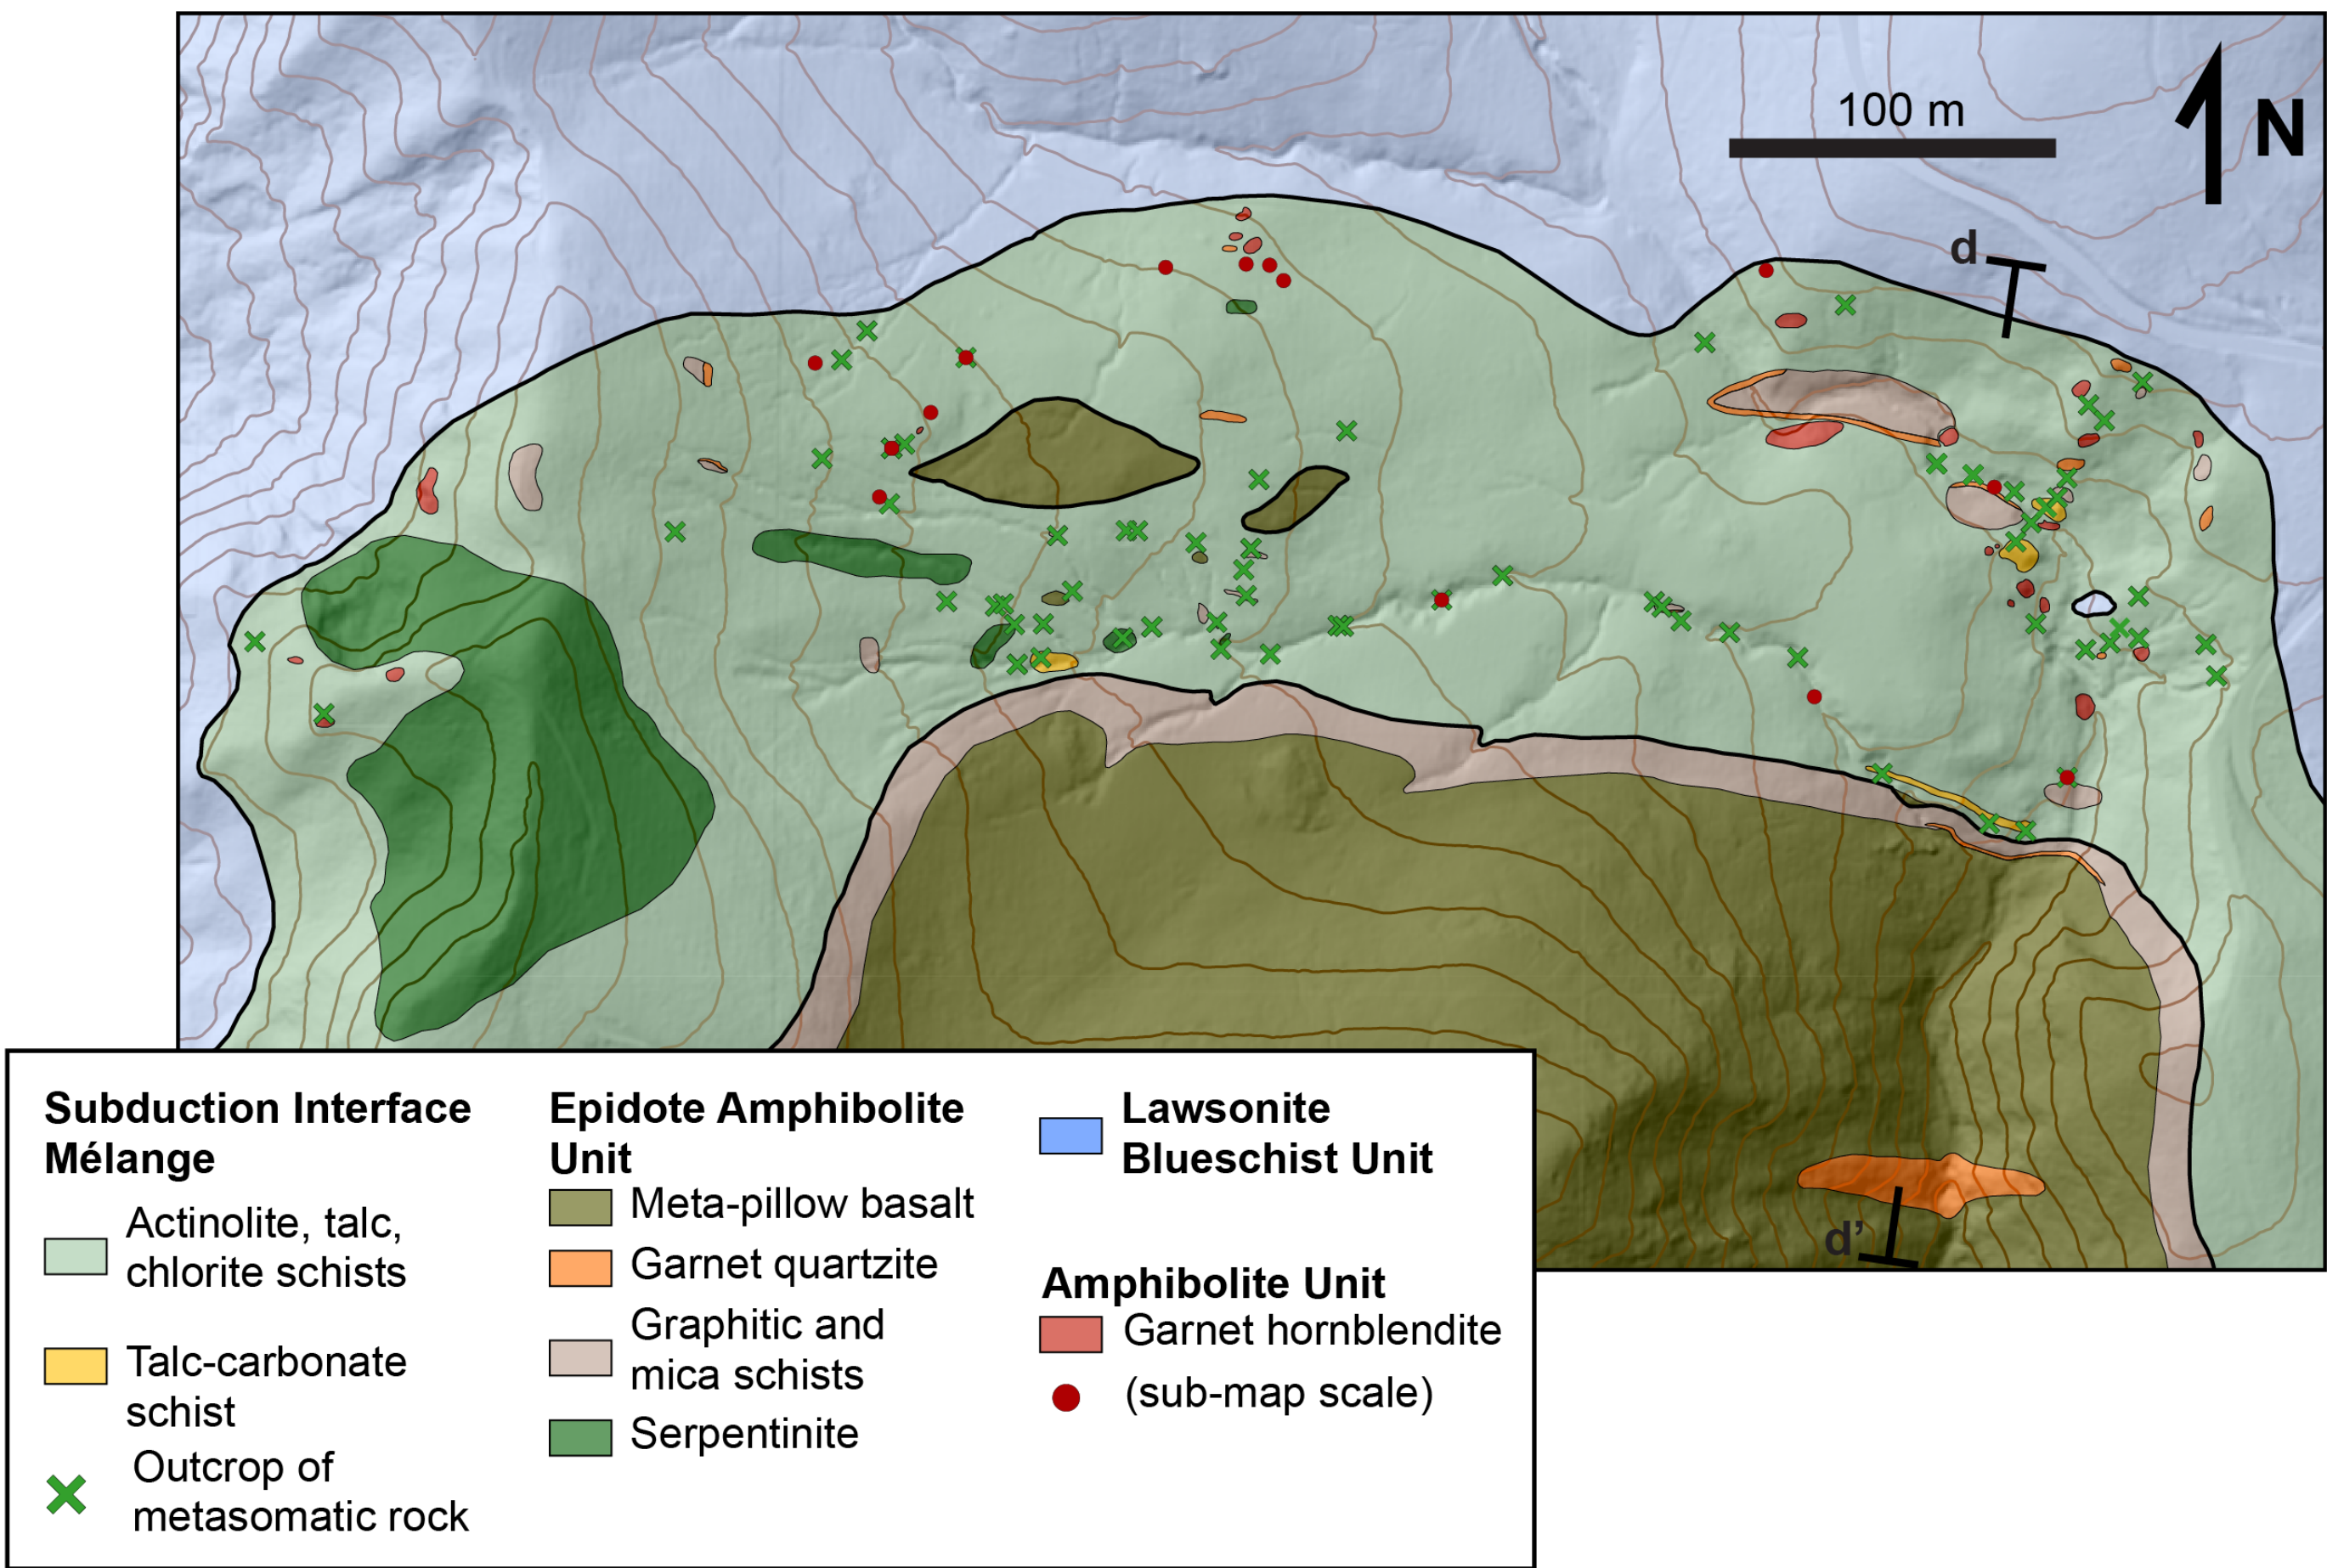 100 m
N
d
d’
Subduction Interface
Mélange
Actinolite, talc,
chlorite schists
Talc-carbonate
schist
Outcrop of
metasomatic rock
Epidote Amphibolite
Unit
Meta-pillow basalt
Garnet quartzite
Graphitic and
mica schists
Serpentinite
Lawsonite
Blueschist Unit
Amphibolite Unit
Garnet hornblendite
(sub-map scale)